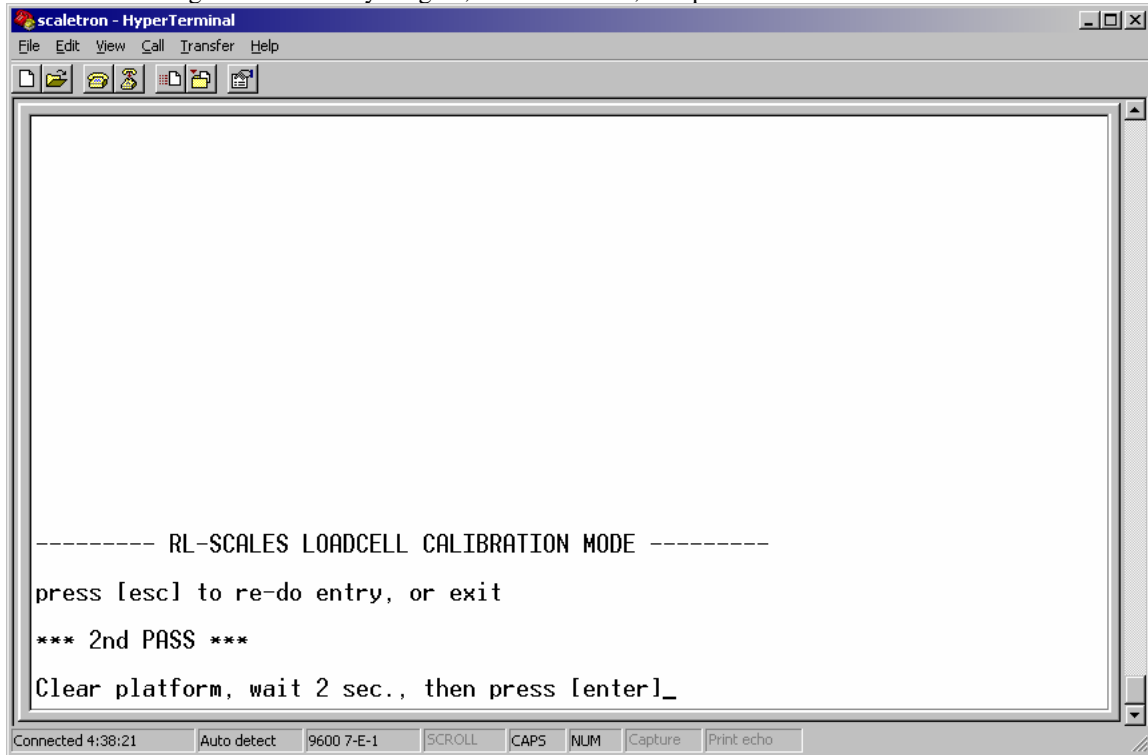 scaletron - HyperTerminal
File Edit View Call Transfer Help
--------- RL-SCALES LOADCELL CALIBRATION MODE ---------
press [esc] to re-do entry, or exit
*** 2nd PASS ***
Clear platform, wait 2 sec., then press [enter]_
Connected 4:38:21 Auto detect 9600 7-E-1 SCROLL CAPS NUM Capture Print echo